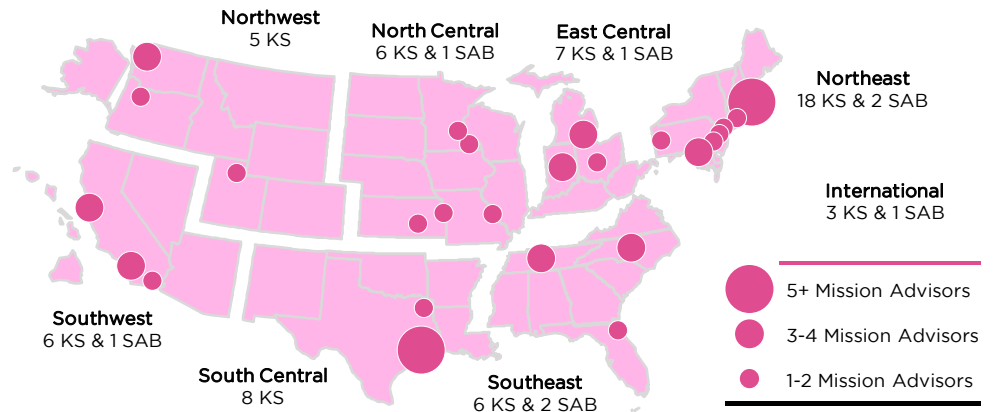 Northwest
5 KS
North Central
6 KS & 1 SAB
East Central
7 KS & 1 SAB
Northeast
18 KS & 2 SAB
International
3 KS & 1 SAB
Southwest
6 KS & 1 SAB
South Central
8 KS
Southeast
6 KS & 2 SAB
5+ Mission Advisors
3-4 Mission Advisors
1-2 Mission Advisors